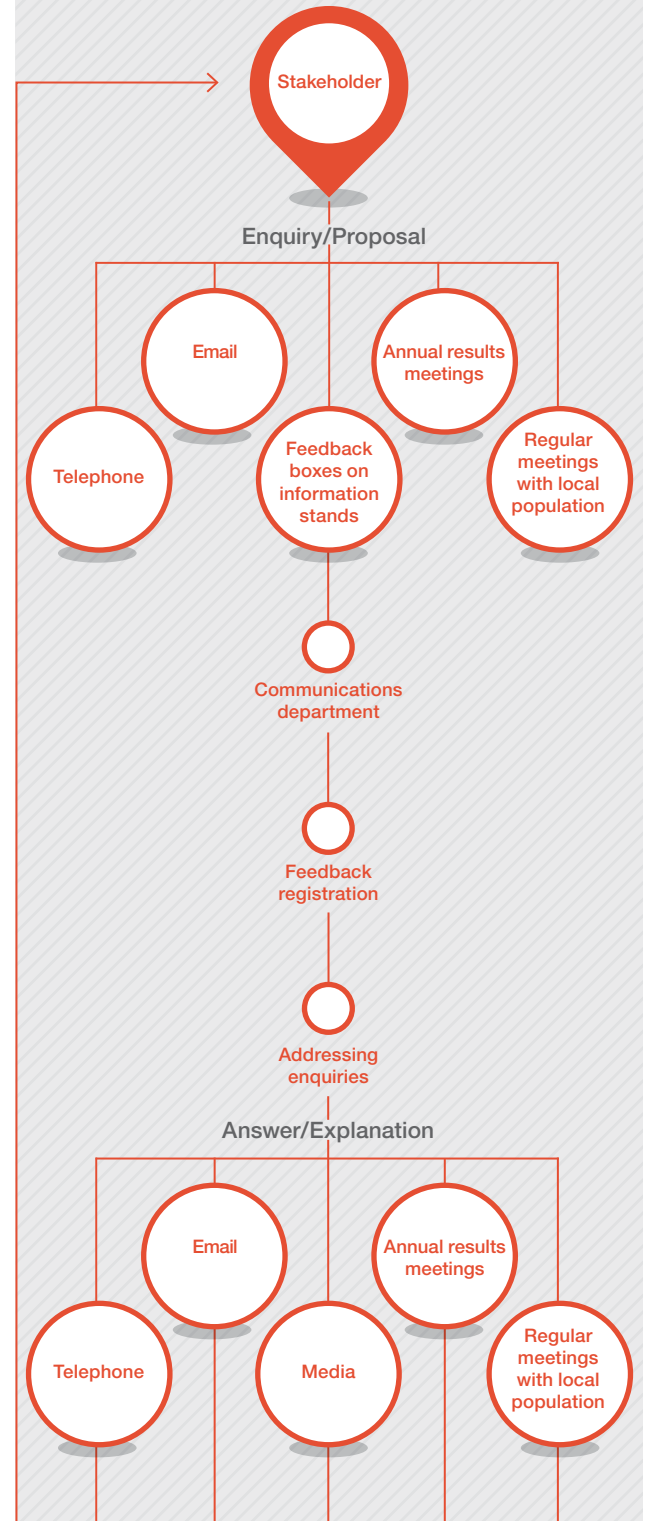 Stakeholder
Enquiry/Proposal
Email
Annual results
meetings
Telephone
Feedback
boxes on
information
stands
Regular
meetings
with local
population
Communications
department
Feedback
registration
Addressing
enquiries
Answer/Explanation
Email
Annual results
meetings
Telephone
Media
Regular
meetings
with local
population